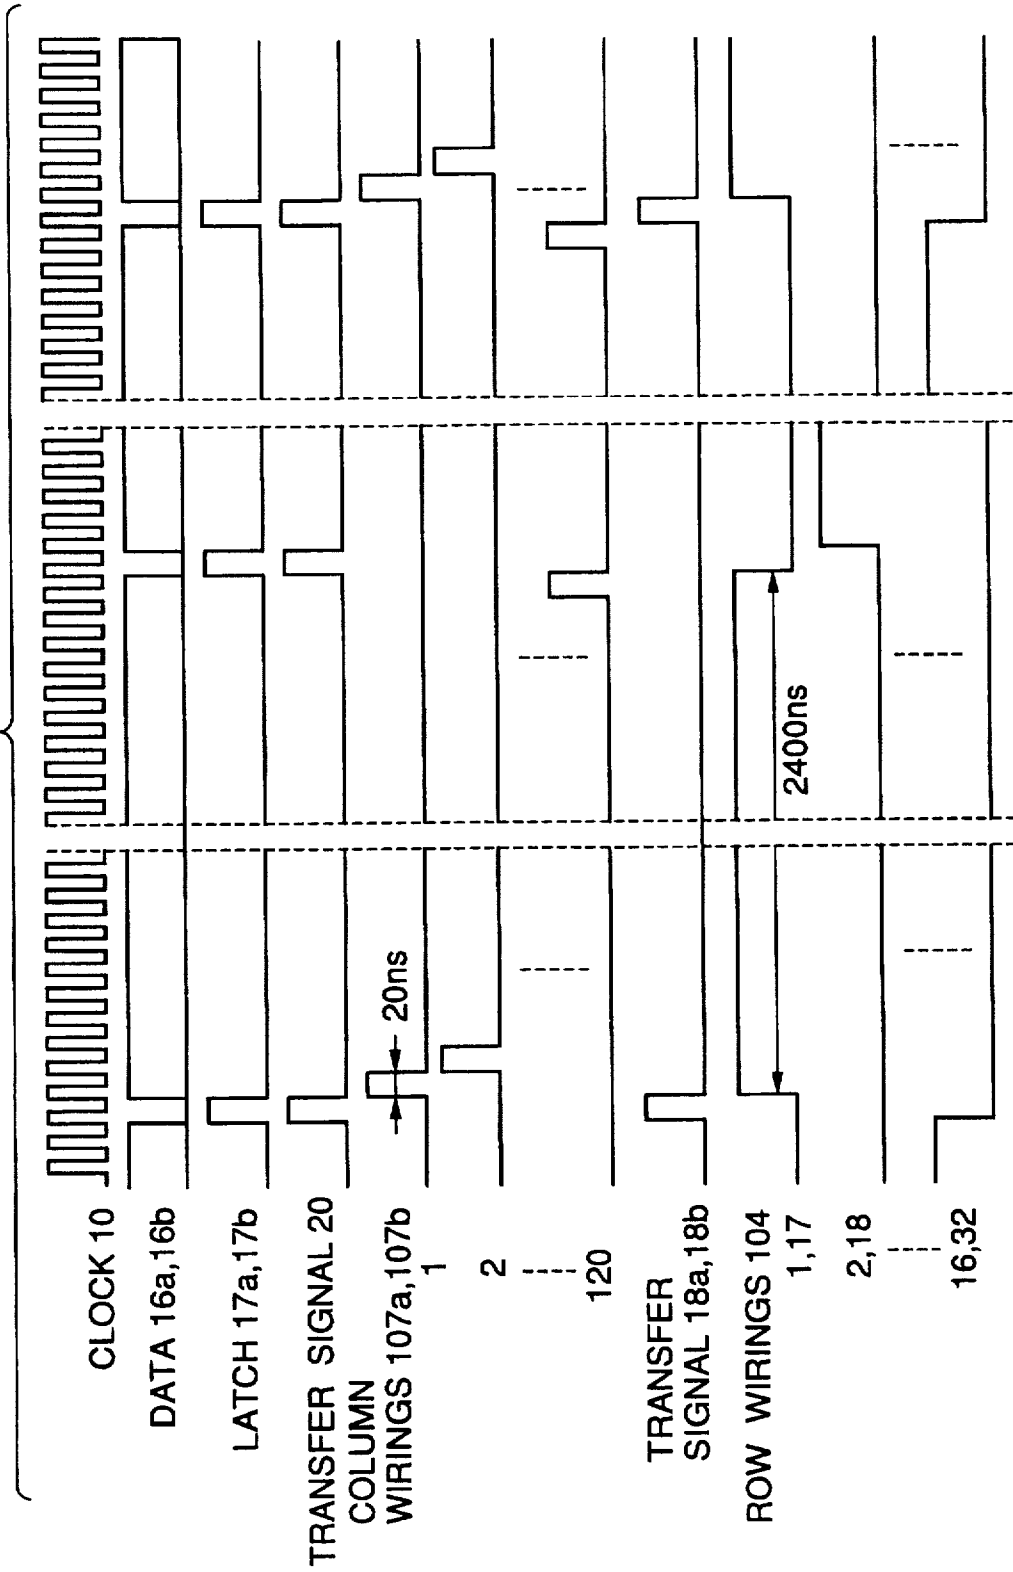 CLOCK 10
DATA 16a,16b
LATCH 17a,17b
TRANSFER SIGNAL 20
COLUMN
WIRINGS 107a,107b
1
2
120
TRANSFER
SIGNAL 18a,18b
ROW WIRINGS 104
1,17
2,18
16,32
20ns
2400ns